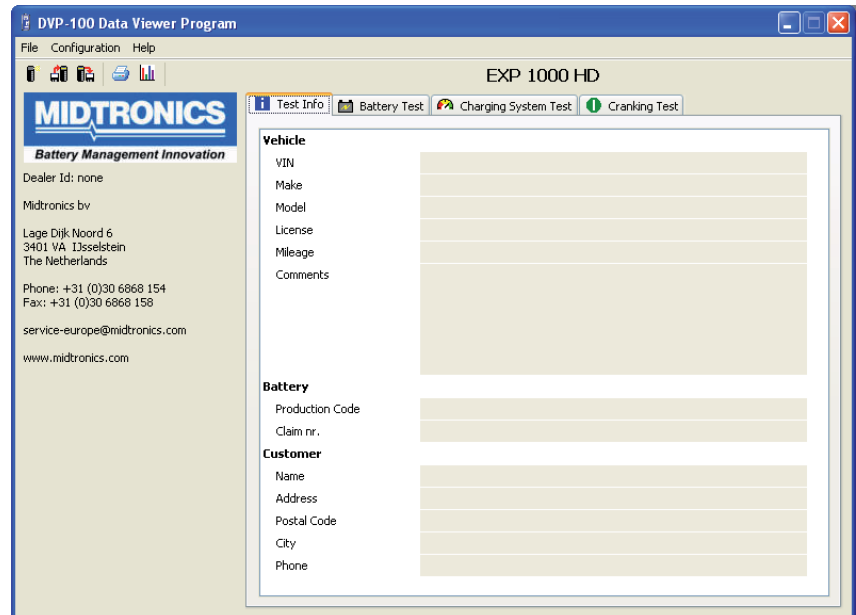 DVP-100 Data Viewer Program
File Configuration Help
EXP 1000 HD
MIDTRONICS
Battery Management Innovation
Dealer Id: none
Midtronics bv
Lage Dijk Noord 6
3401 VA IJsselstein
The Netherlands
Phone: +31 (0)30 6868 154
Fax: +31 (0)30 6868 158
service-europe@midtronics.com
www.midtronics.com
Test Info Battery Test Charging System Test Cranking Test
Vehicle
VIN
Make
Model
License
Mileage
Comments
Battery
Production Code
Claim nr.
Customer
Name
Address
Postal Code
City
Phone